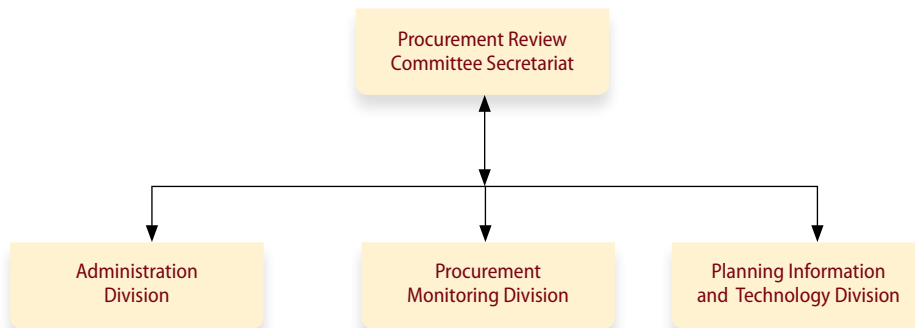 Procurement Review
Committee Secretariat
Administration
Division
Procurement
Monitoring Division
Planning Information
and Technology Division